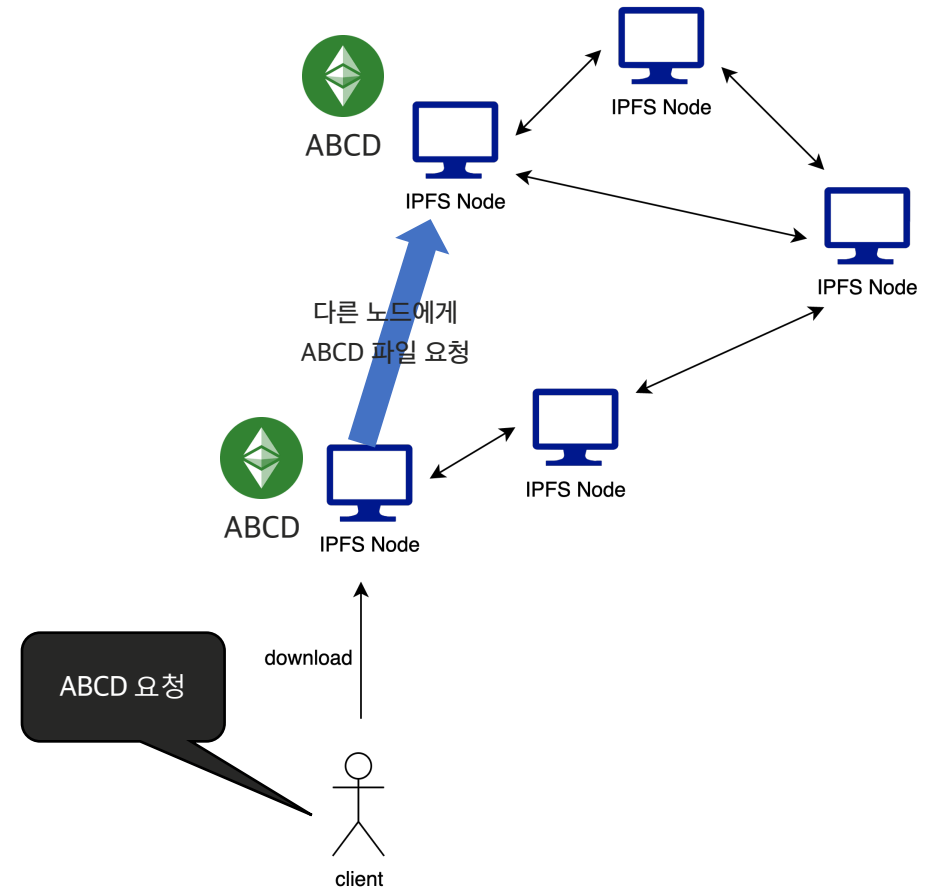 IPFS Node
ABCD
IPFS Node
IPFS Node
다른 노드에게
ABCD 파일 요청
IPFS Node
ABCD
IPFS Node
download
ABCD 요청
client